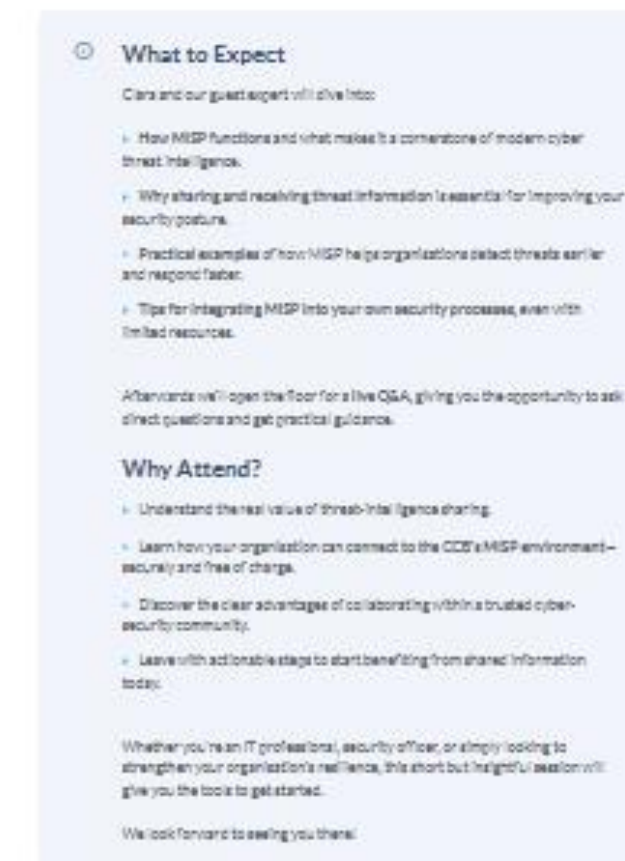 What to Expect
Clara and our guest expert will dive into:
How MISP functions and what makes it a cornerstone of modern cyber
threat intelligence.
Why sharing and receiving threat information is essential for improving your
security posture.
Practical examples of how MISP helps organisations detect threats earlier
and respond faster.
Tips for integrating MISP into your own security processes, even with
limited resources.
Afterwards we'll open the floor for a live Q&A, giving you the opportunity to ask
direct questions and get practical guidance.
Why Attend?
Understand the real value of threat-intelligence sharing.
Learn how your organisation can connect to the CCB's MISP environment—
securely and free of charge.
Discover the clear advantages of collaborating within a trusted cyber-
security community.
Leave with actionable steps to start benefiting from shared information
today.
Whether you're an IT professional, security officer, or simply looking to
strengthen your organisation's resilience, this short but insightful session will
give you the tools to get started.
We look forward to seeing you there!